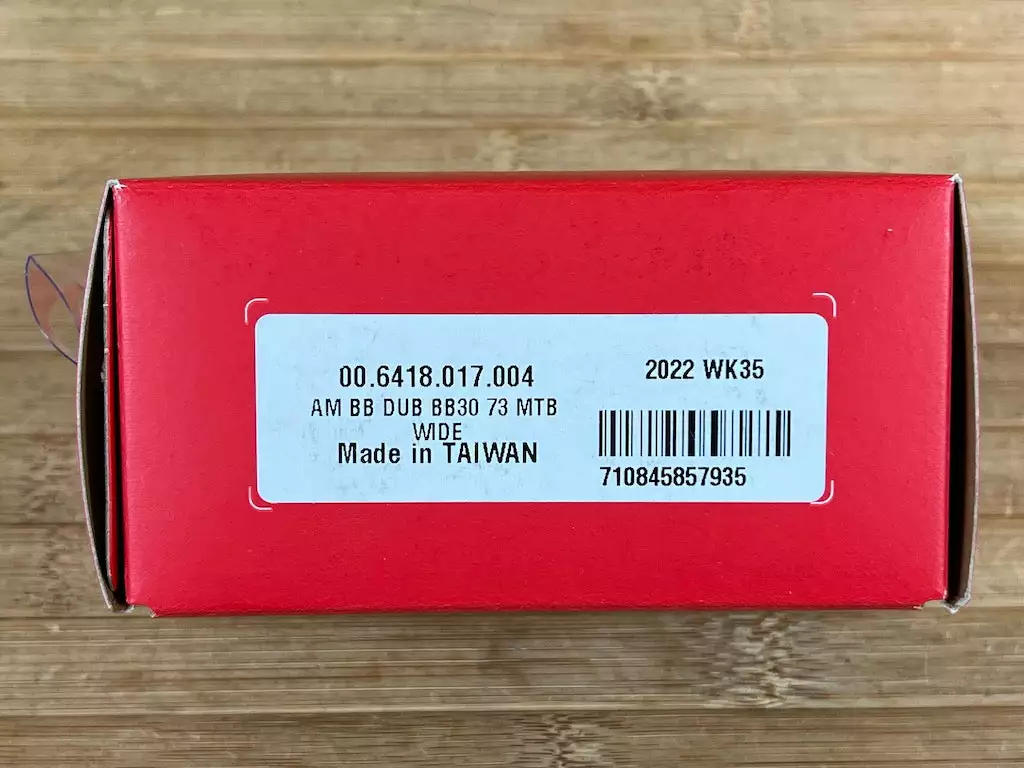 00.6418.017.004
AM BB DUB BB30 73 MTB
WIDE
Made in TAIWAN
2022 WK35
710845857935